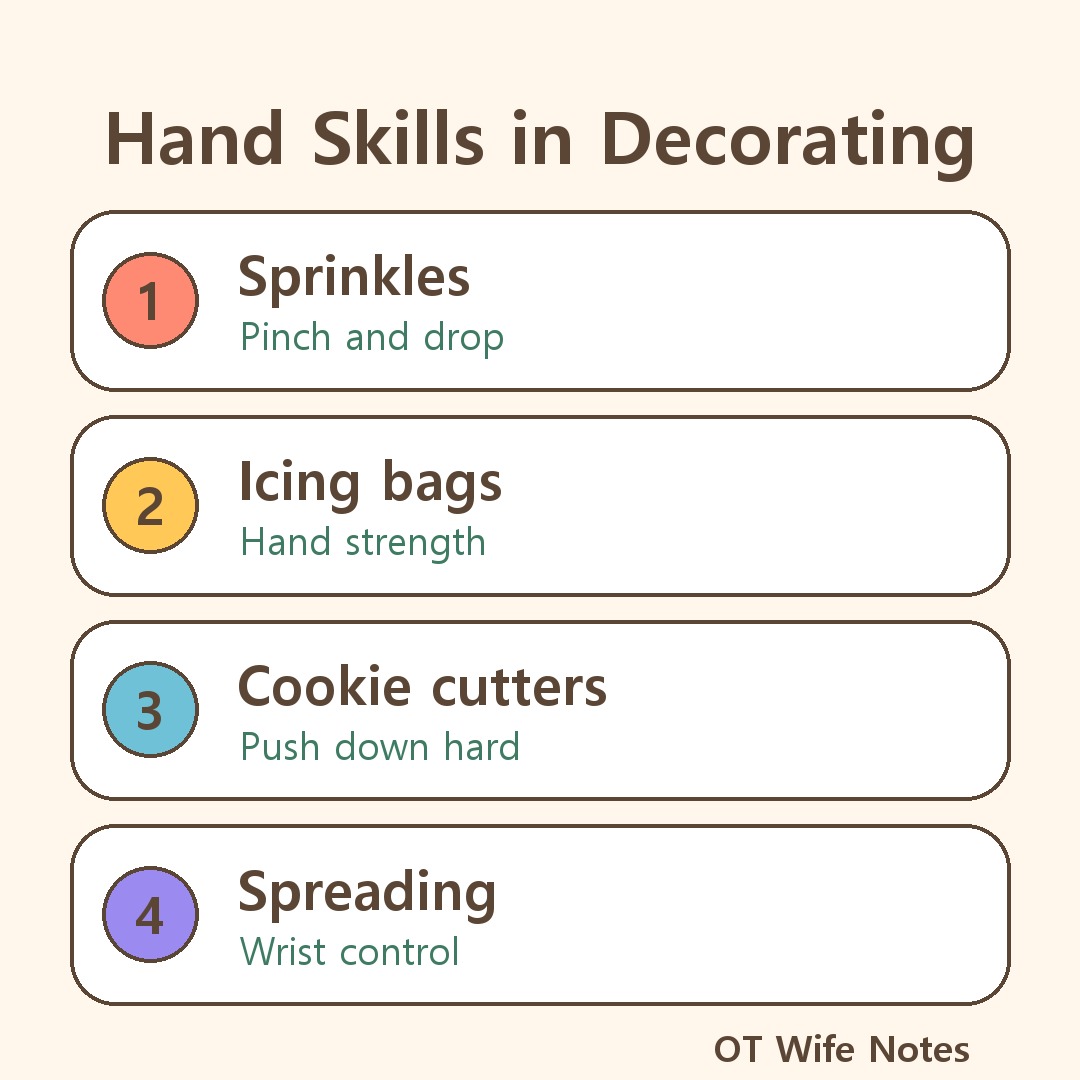 Hand Skills in Decorating
1
Sprinkles
Pinch and drop
2
Icing bags
Hand strength
3
Cookie cutters
Push down hard
4
Spreading
Wrist control
OT Wife Notes